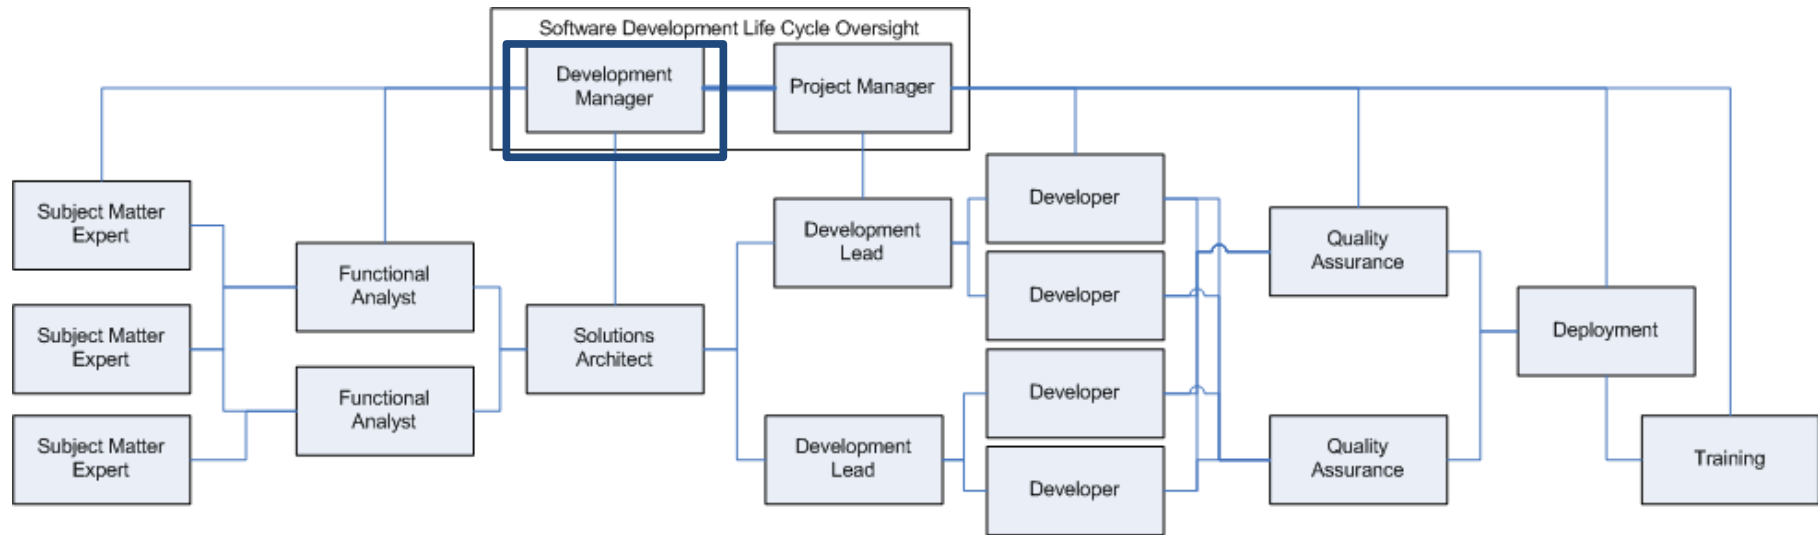 Software Development Life Cycle Oversight
Development
Manager
Project Manager
Subject Matter
Expert
Subject Matter
Expert
Subject Matter
Expert
Functional
Analyst
Functional
Analyst
Solutions
Architect
Development
Lead
Development
Lead
Developer
Developer
Developer
Developer
Quality
Assurance
Quality
Assurance
Deployment
Training